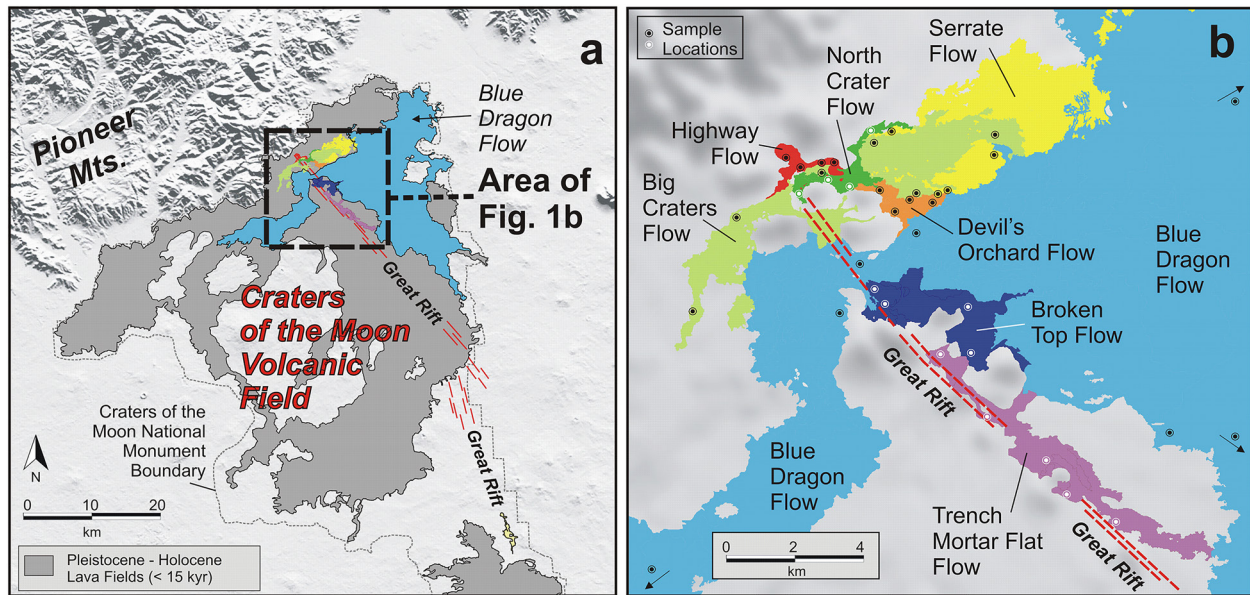 a
Pioneer
Mts.
Blue
Dragon
Flow
Area of
Fig. 1b
Great Rift
Craters
of the Moon
Volcanic
Field
Craters of the
Moon National
Monument
Boundary
Great Rift
N
0 10 20
km
Pleistocene - Holocene
Lava Fields (< 15 kyr)
b
Sample
Locations
Serrate
Flow
North
Crater
Flow
Highway
Flow
Big
Craters
Flow
Devil's
Orchard Flow
Blue
Dragon
Flow
Broken
Top Flow
Great Rift
Blue
Dragon
Flow
Trench
Mortar Flat
Flow
Great Rift
0 2 4
km